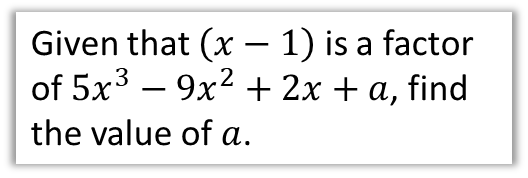 Given that (x − 1) is a factor
of 5x³ − 9x² + 2x + a, find
the value of a.